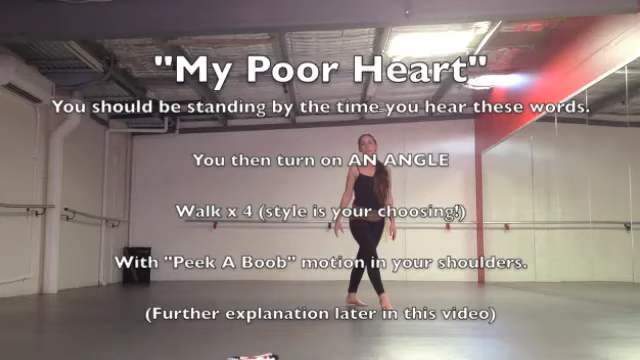 "My Poor Heart"
You should be standing by the time you hear these words.
You then turn on AN ANGLE
Walk x 4 (style is your choosing!)
With "Peek A Boob" motion in your shoulders.
(Further explanation later in this video)